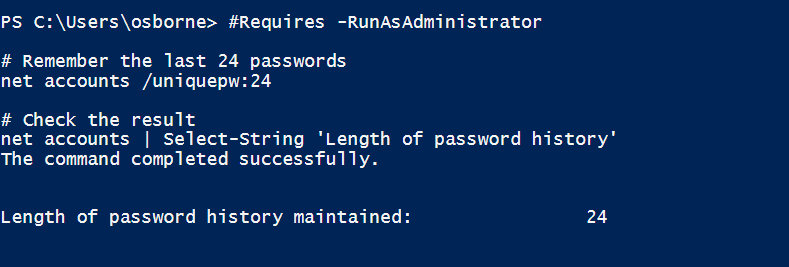 PS C:\Users\osborne> #Requires -RunAsAdministrator
# Remember the last 24 passwords
net accounts /uniquepw:24
# Check the result
net accounts | Select-String 'Length of password history'
The command completed successfully.
Length of password history maintained:                24